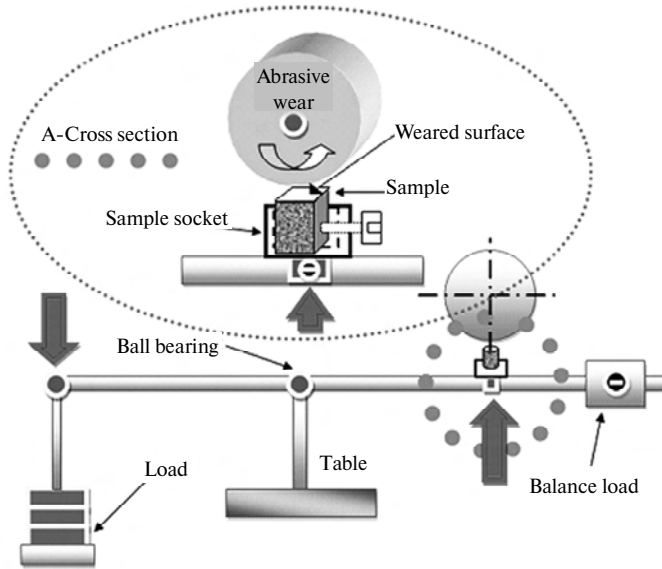 Abrasive
wear
A-Cross section
Weared surface
Sample
Sample socket
Ball bearing
Load
Table
Balance load